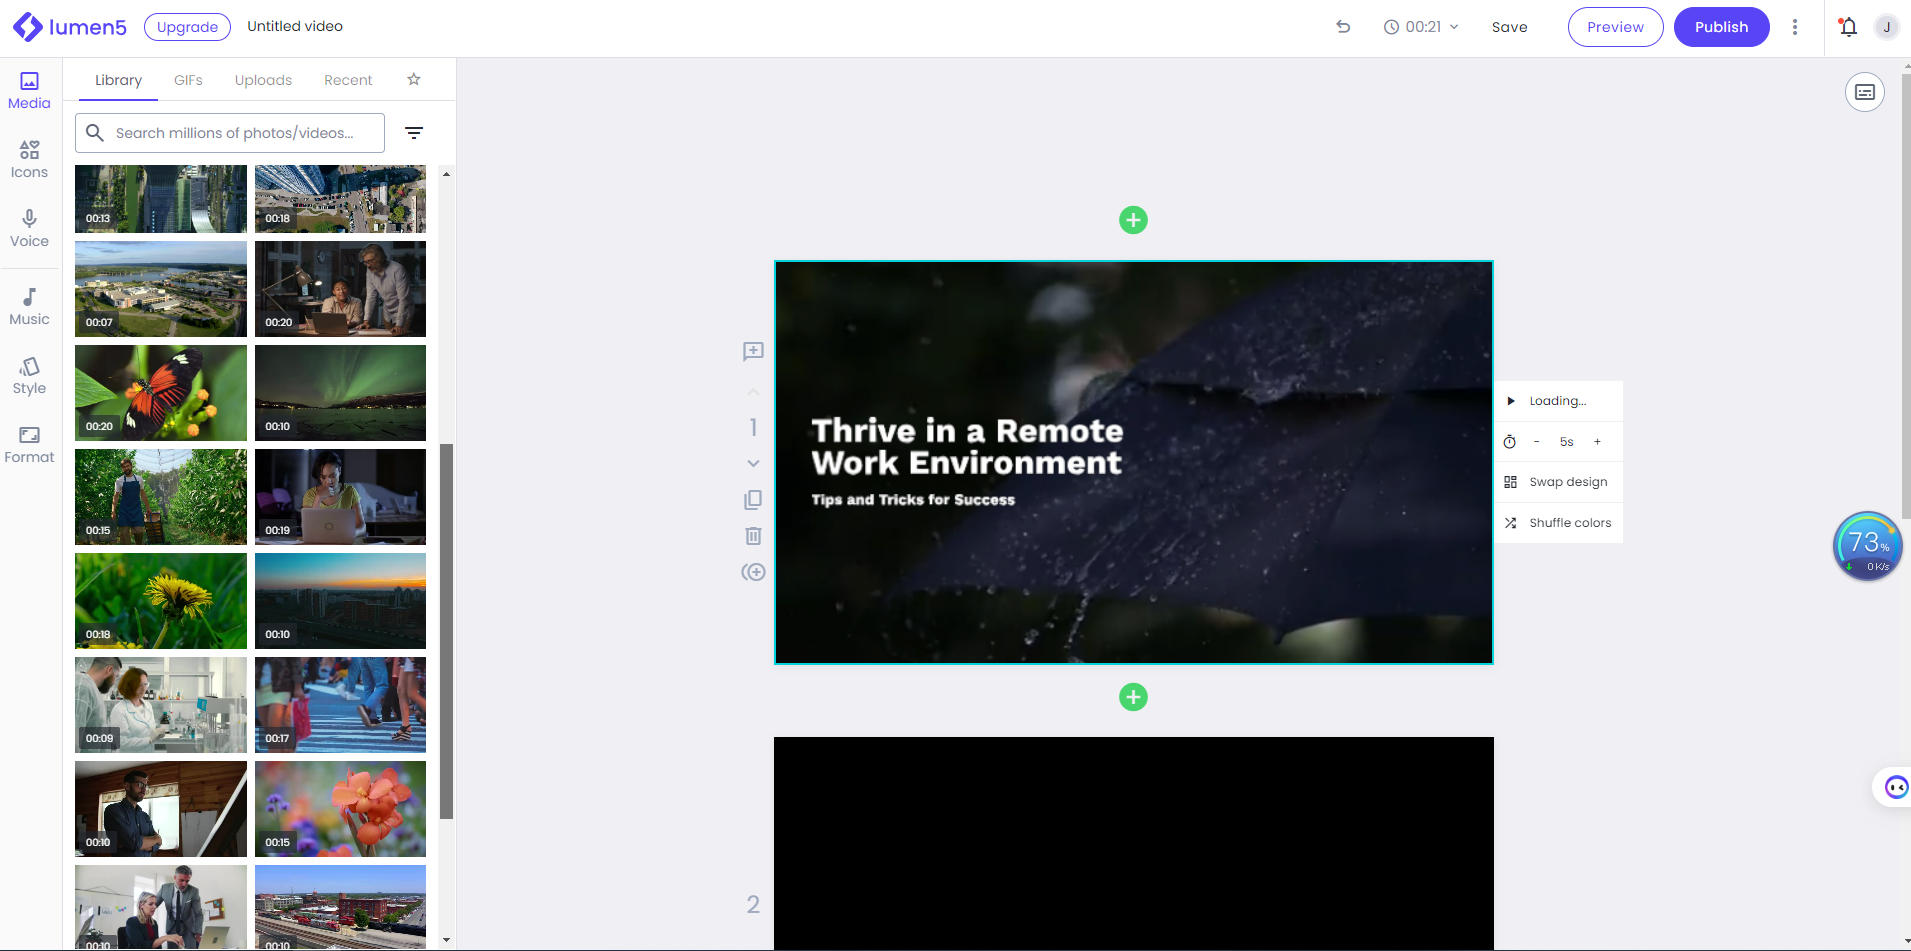 lumen5
Upgrade
Untitled video
00:21
Save
Preview
Publish
J
Media
Icons
Voice
Music
Style
Format
Library
GIFs
Uploads
Recent
Search millions of photos/videos...
00:13
00:18
00:07
00:20
00:20
00:10
00:15
00:19
00:18
00:10
00:09
00:17
00:10
00:15
00:10
00:10
1
Thrive in a Remote
Work Environment
Tips and Tricks for Success
Loading...
- 5s +
Swap design
Shuffle colors
73%
0 K/s
2